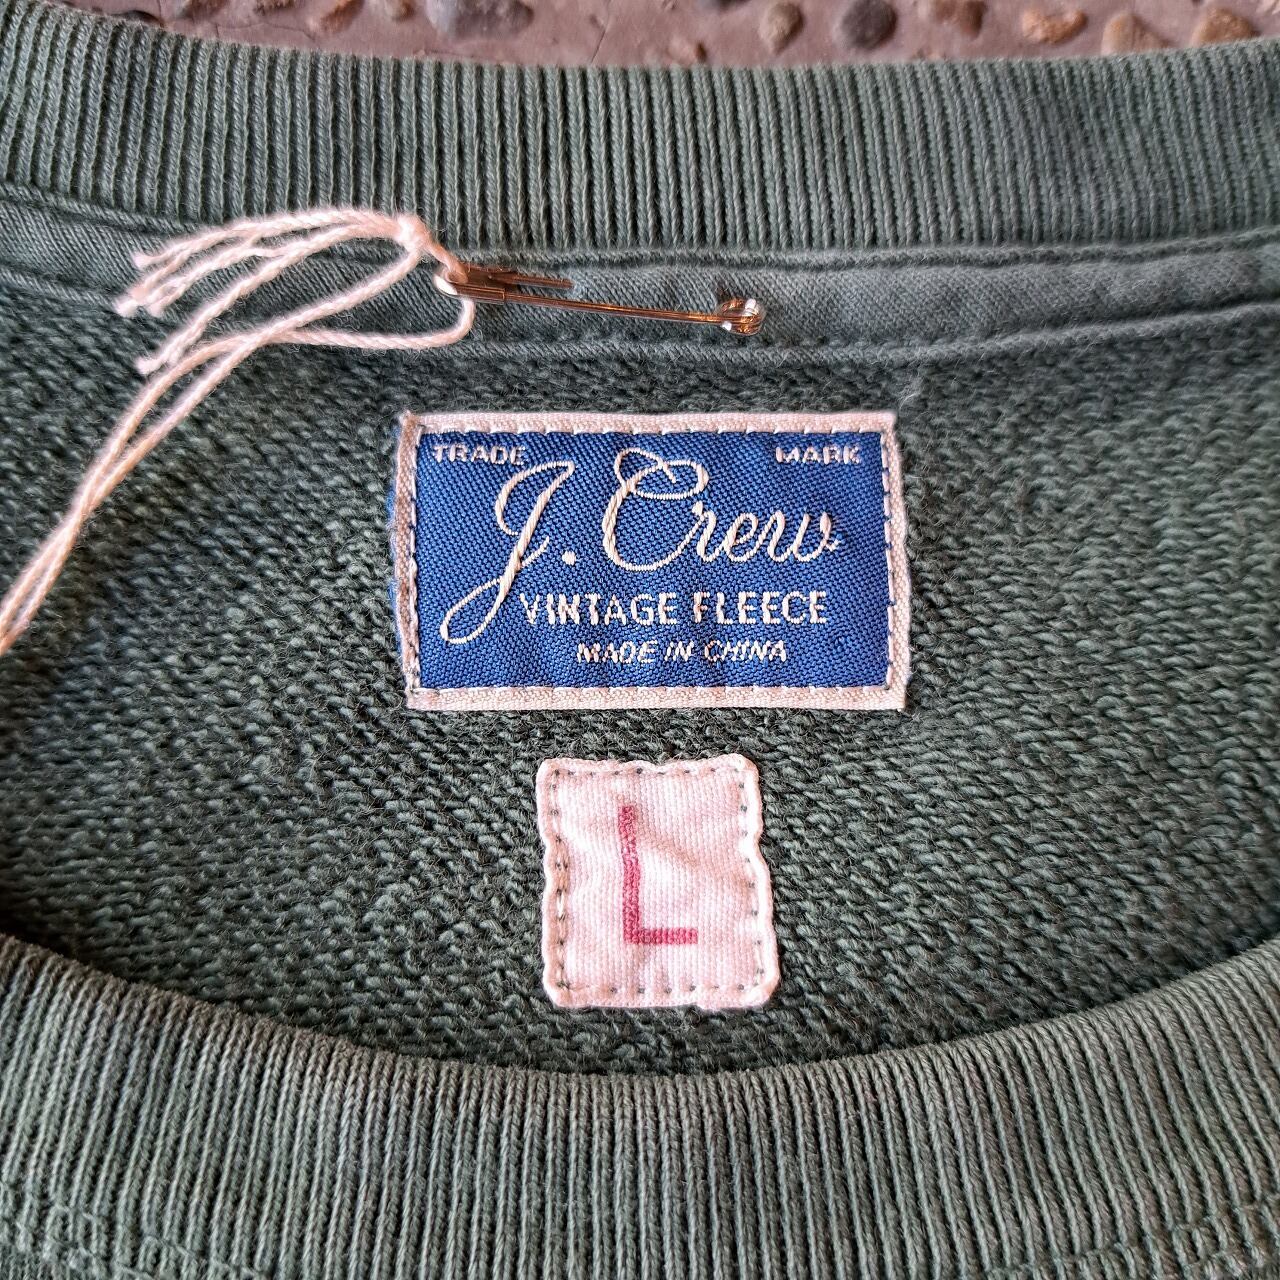 TRADE MARK
J. Crew
VINTAGE FLEECE
MADE IN CHINA
L